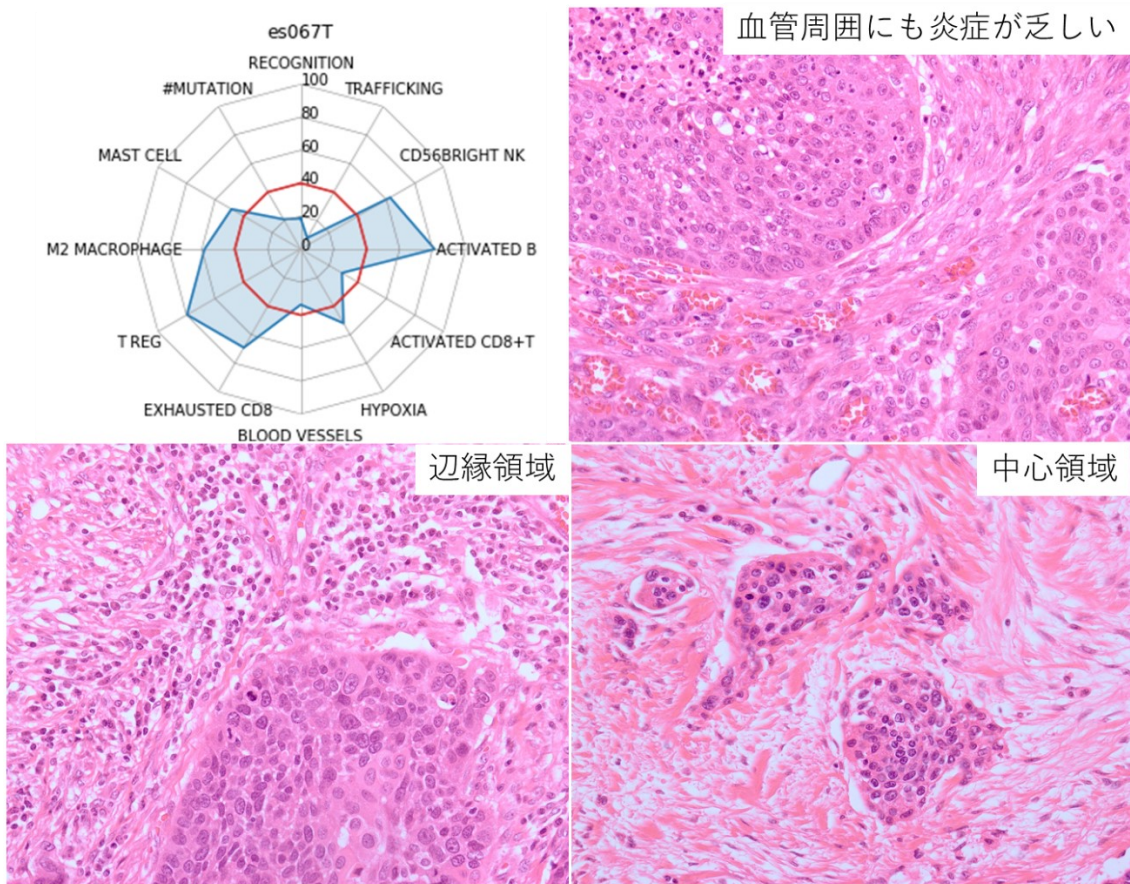 es067T
RECOGNITION
#MUTATION
TRAFFICKING
MAST CELL
CD56BRIGHT NK
M2 MACROPHAGE
ACTIVATED B
T REG
ACTIVATED CD8+T
EXHAUSTED CD8
HYPOXIA
BLOOD VESSELS
100
80
60
40
20
0
血管周囲にも炎症が乏しい
辺縁領域
中心領域